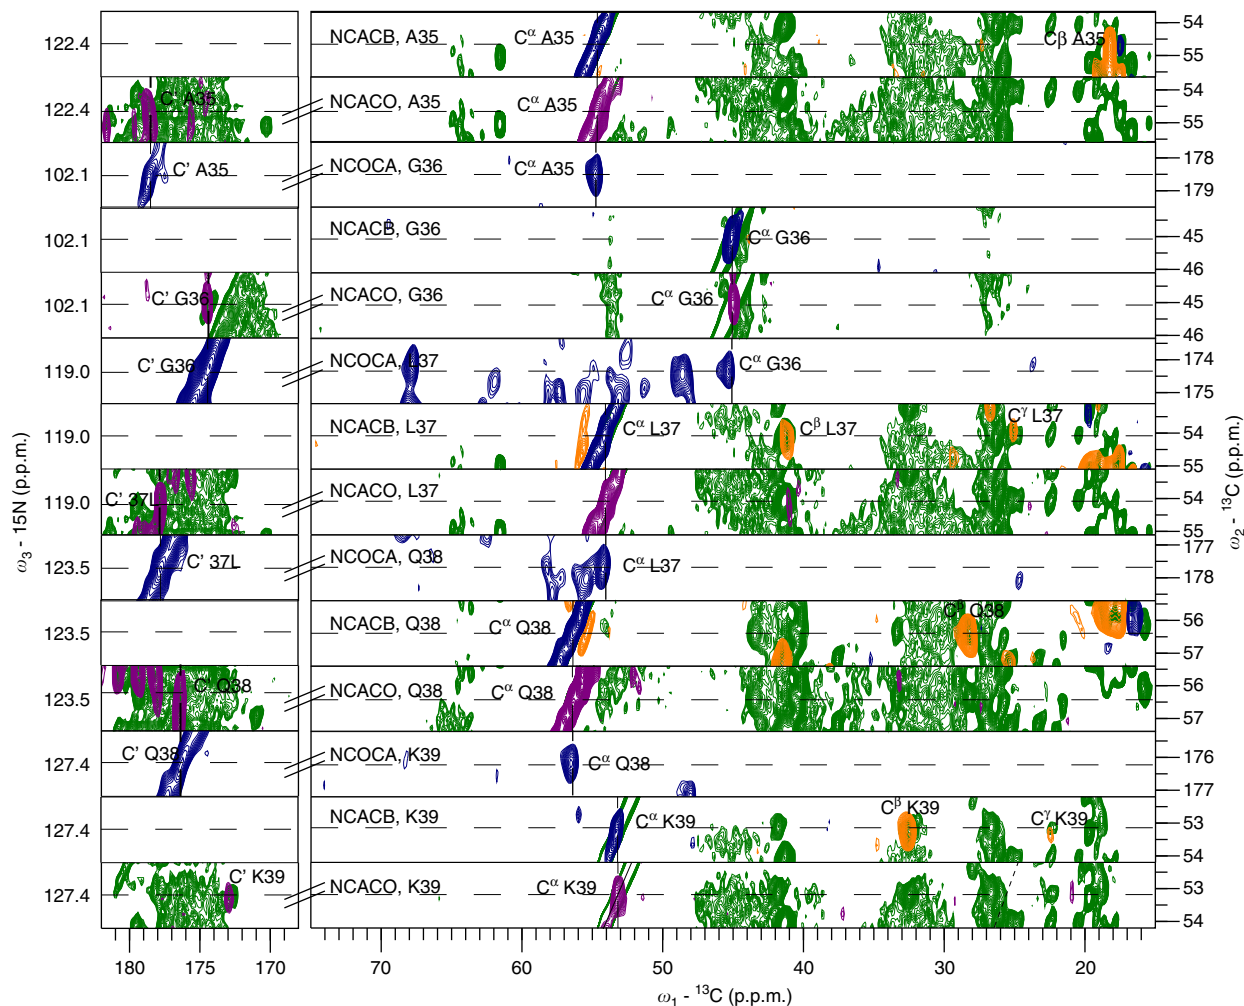 122.4 NCACB, A35 Cα A35 Cβ A35 54 55
122.4 C’ A35 NCACO, A35 Cα A35 54 55
102.1 C’ A35 NCOCA, G36 Cα A35 178 179
102.1 NCACB, G36 Cα G36 45 46
102.1 C’ G36 NCACO, G36 Cα G36 45 46
119.0 C’ G36 NCOCA, L37 Cα G36 174 175
119.0 NCACB, L37 Cα L37 Cβ L37 Cγ L37 54 55
119.0 C’ 37L NCACO, L37 54 55
123.5 C’ 37L NCOCA, Q38 Cα L37 177 178
123.5 NCACB, Q38 Cα Q38 Cβ Q38 56 57
123.5 C’ Q38 NCACO, Q38 Cα Q38 56 57
127.4 C’ Q38 NCOCA, K39 Cα Q38 176 177
127.4 NCACB, K39 Cα K39 Cβ K39 Cγ K39 53 54
127.4 C’ K39 NCACO, K39 Cα K39 53 54
ω3 - 15N (p.p.m.)
ω2 - 13C (p.p.m.)
180 175 170 70 60 50 40 30 20
ω1 - 13C (p.p.m.)